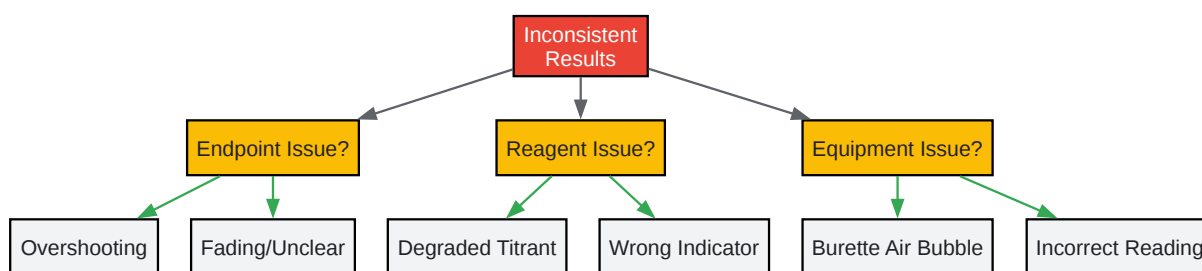 Inconsistent
Results
Endpoint Issue?
Reagent Issue?
Equipment Issue?
Overshooting
Fading/Unclear
Degraded Titrant
Wrong Indicator
Burette Air Bubble
Incorrect Reading